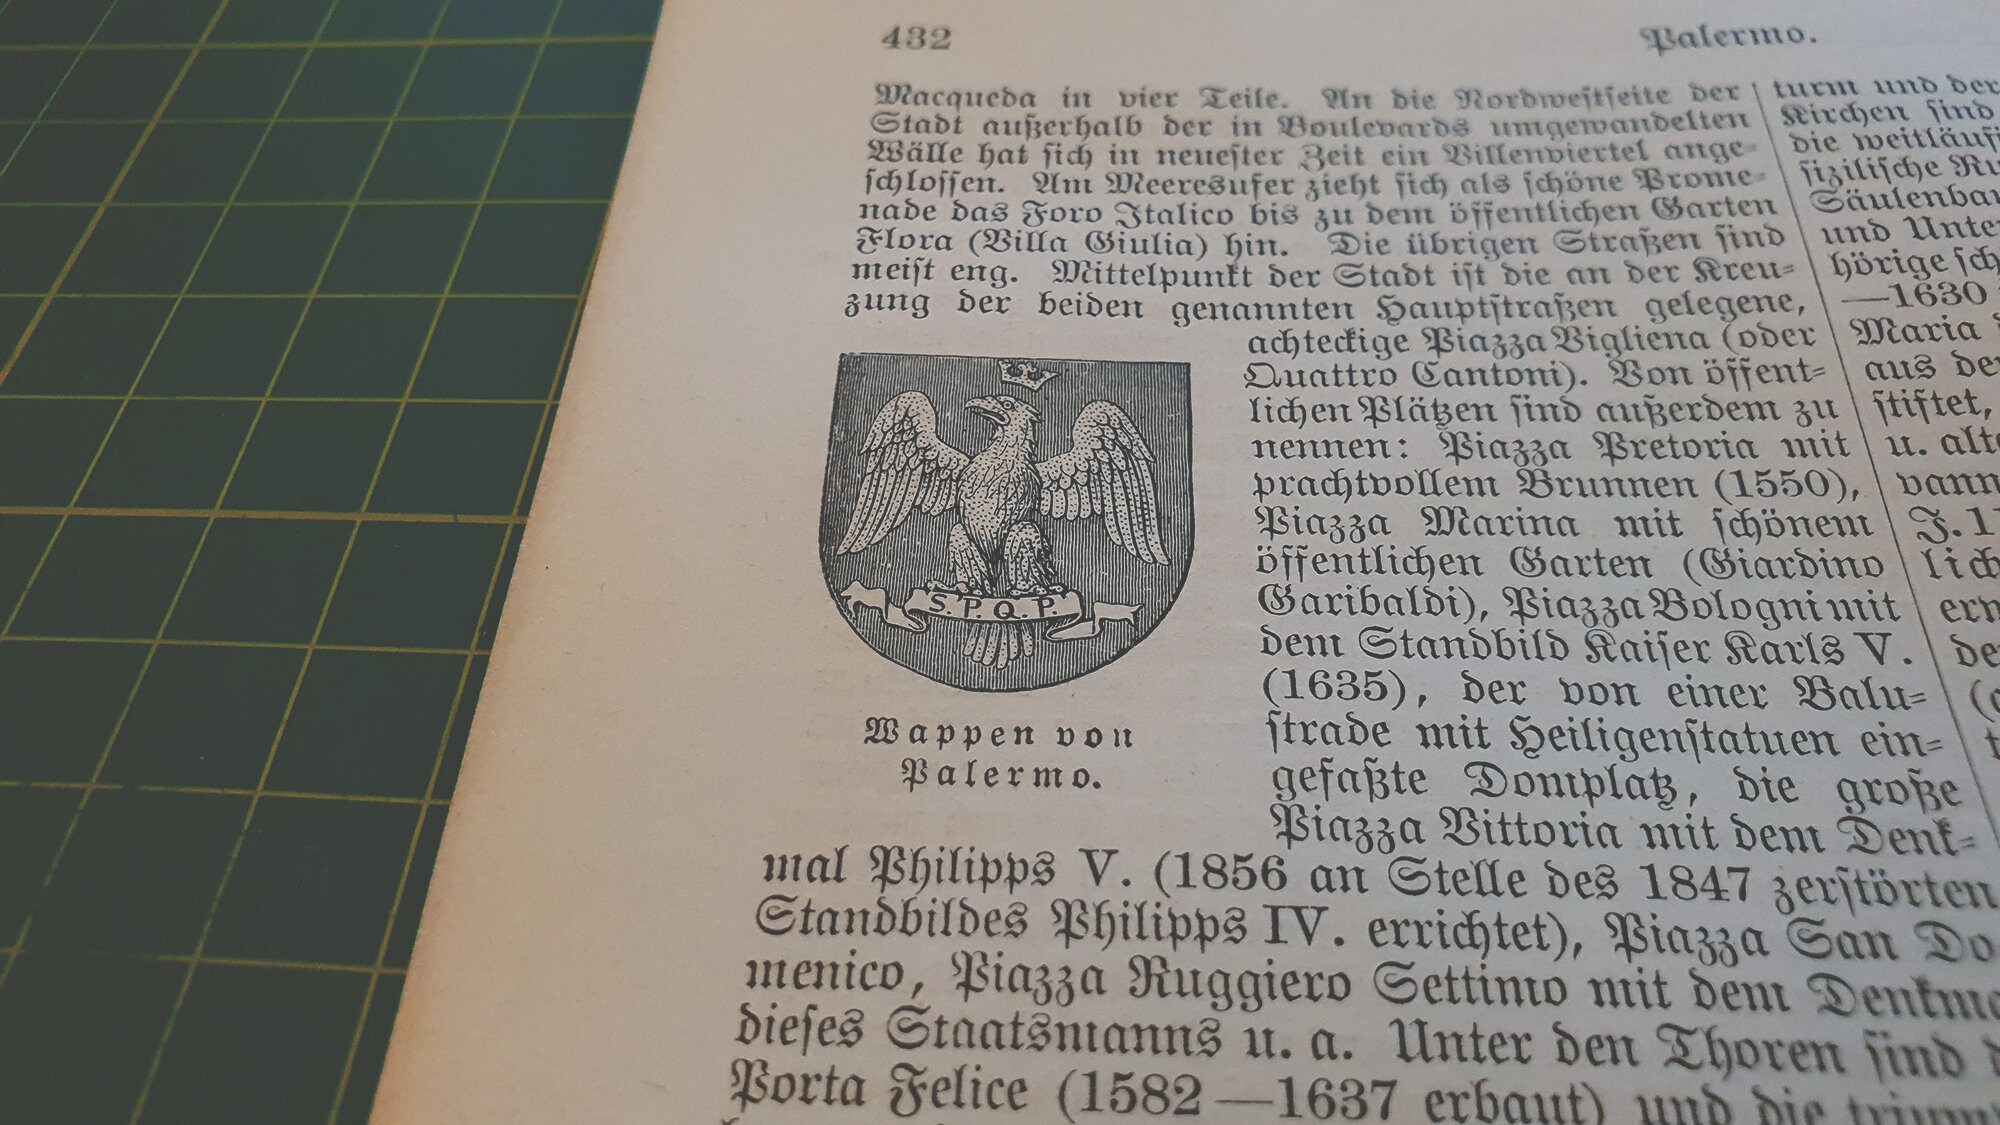 432
Palermo.
Macqueda in vier Teile. An die Nordwestseite der
Stadt außerhalb der in Boulevards umgewandelten
Wälle hat sich in neuester Zeit ein Villenviertel ange-
schlossen. Am Meeresufer zieht sich als schöne Prome-
nade das Foro Italico bis zu dem öffentlichen Garten
Flora (Villa Giulia) hin. Die übrigen Straßen sind
meist eng. Mittelpunkt der Stadt ist die an der Kreu-
zung der beiden genannten Hauptstraßen gelegene,
achteckige Piazza Vigliena (oder
Quattro Cantoni). Von öffent-
lichen Plätzen sind außerdem zu
nennen: Piazza Pretoria mit
prachtvollem Brunnen (1550),
Piazza Marina mit schönem
öffentlichen Garten (Giardino
Garibaldi), Piazza Bologni mit
dem Standbild Kaiser Karls V.
(1635), der von einer Balu-
strade mit Heiligenstatuen ein-
gefaßte Domplatz, die große
Piazza Vittoria mit dem Denk-
S. P. Q. P.
Wappen von
Palermo.
mal Philipps V. (1856 an Stelle des 1847 zerstörten
Standbildes Philipps IV. errichtet), Piazza San Do
menico, Piazza Ruggiero Settimo mit dem
dieses Staatsmanns u. a. Unter den Thoren sind
Porta Felice (1582—1637 erbaut) und die
turm und der
Kirchen sind
die
sizilische
und
hörige
—1630
Maria
aus
stiftet,
u.
J.